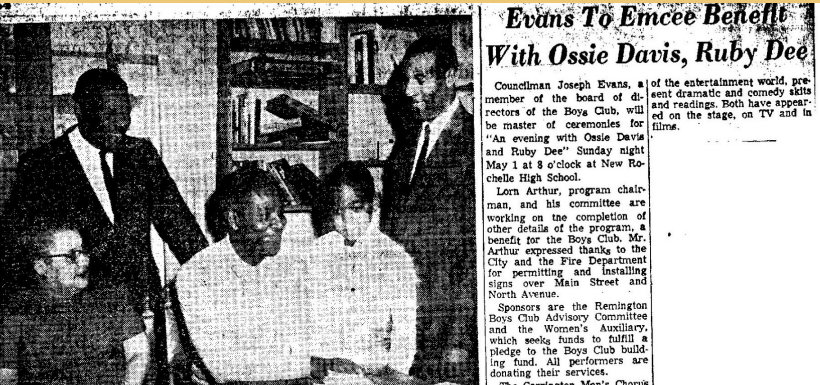 Evans To Emcee Benefit
With Ossie Davis, Ruby Dee
Councilman Joseph Evans, a
member of the board of di-
rectors of the Boys Club, will
be master of ceremonies for
"An evening with Ossie Davis
and Ruby Dee" Sunday night
May 1 at 8 o'clock at New Ro-
chelle High School.
Lorn Arthur, program chair-
man, and his committee are
working on the completion of
other details of the program, a
benefit for the Boys Club. Mr.
Arthur expressed thanks to the
City and the Fire Department
for permitting and installing
signs over Main Street and
North Avenue.
Sponsors are the Remington
Boys Club Advisory Committee
and the Women's Auxiliary,
which seeks funds to fulfill a
pledge to the Boys Club build-
ing fund. All performers are
donating their services.
of the entertainment world, pre-
sent dramatic and comedy skits
and readings. Both have appear-
ed on the stage, on TV and in
films.